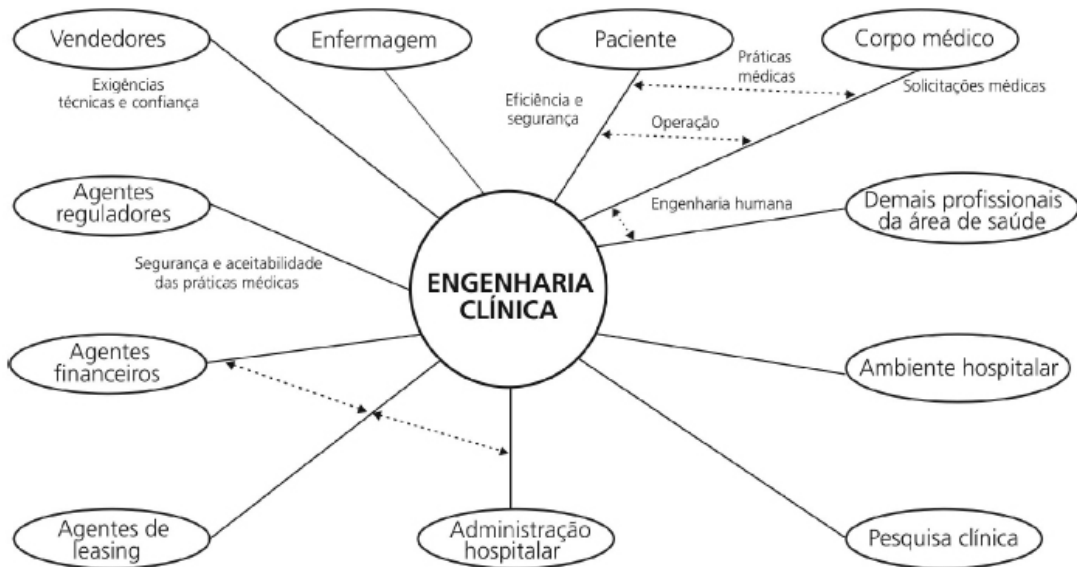 Vendedores
Enfermagem
Paciente
Corpo médico
Exigências
técnicas e confiança
Eficiência e
segurança
Práticas
médicas
Solicitações médicas
Operação
Agentes
reguladores
Engenharia humana
Demais profissionais
da área de saúde
Segurança e aceitabilidade
das práticas médicas
ENGENHARIA
CLÍNICA
Agentes
financeiros
Ambiente hospitalar
Agentes de
leasing
Administração
hospitalar
Pesquisa clínica